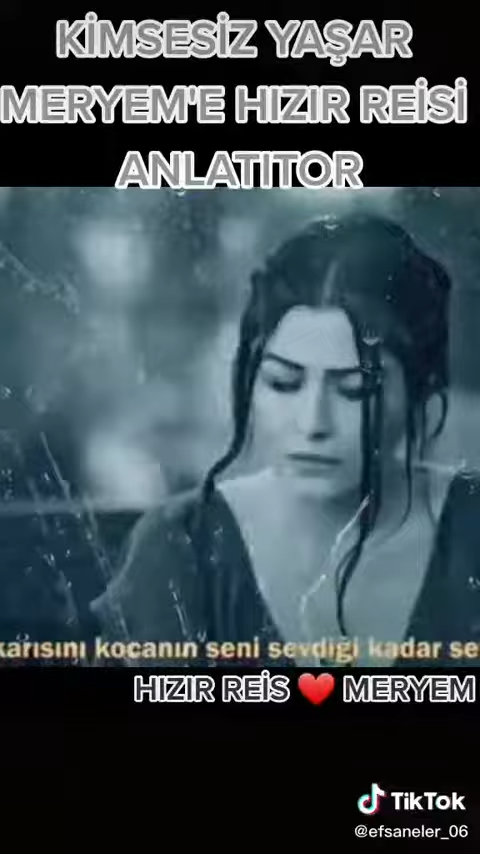 KİMSESİZ YAŞAR
MERYEM'E HIZIR REİSİ
ANLATITOR
karısını kocanın seni sevdiği kadar se
HIZIR REİS ❤️ MERYEM
TikTok
@efsaneler_06